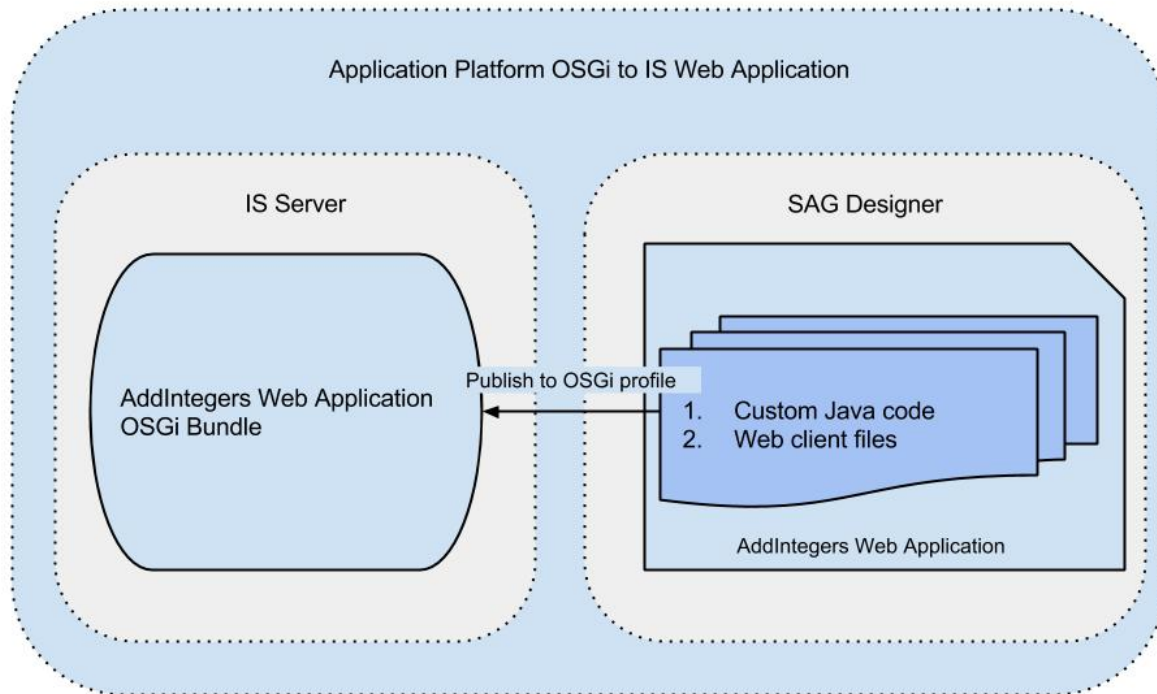 Application Platform OSGi to IS Web Application
IS Server
SAG Designer
AddIntegers Web Application
OSGi Bundle
Publish to OSGi profile
1. Custom Java code
2. Web client files
AddIntegers Web Application